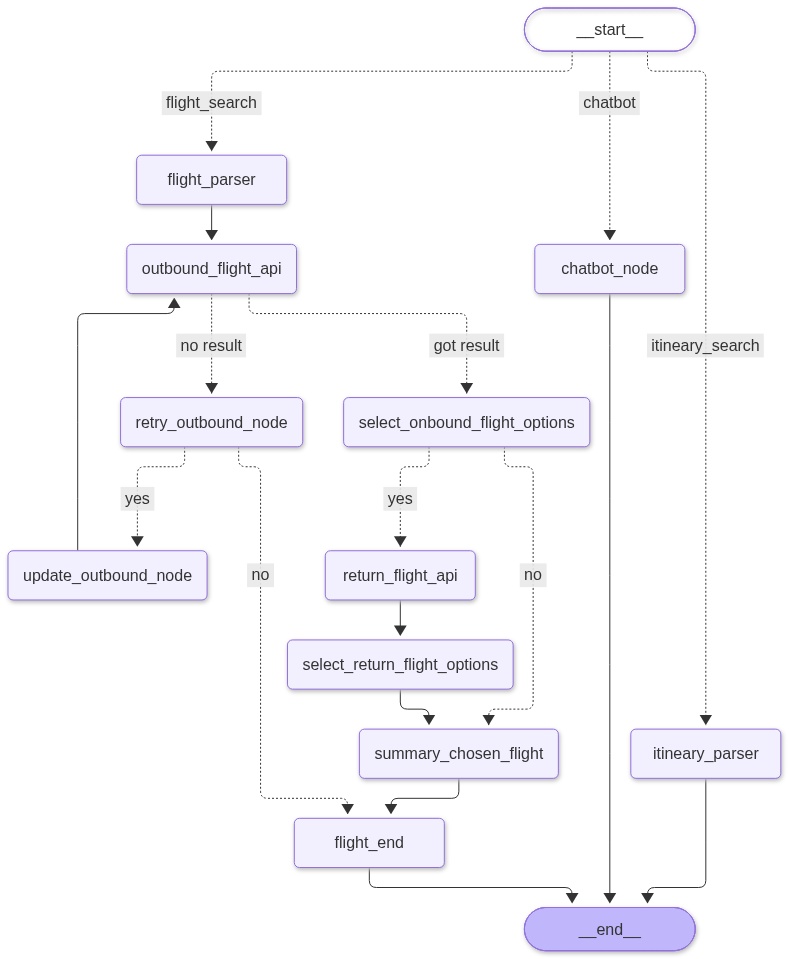 __start__
flight_search
chatbot
flight_parser
outbound_flight_api
chatbot_node
no result
got result
itineary_search
retry_outbound_node
select_onbound_flight_options
yes
yes
update_outbound_node
no
return_flight_api
no
select_return_flight_options
summary_chosen_flight
itineary_parser
flight_end
__end__